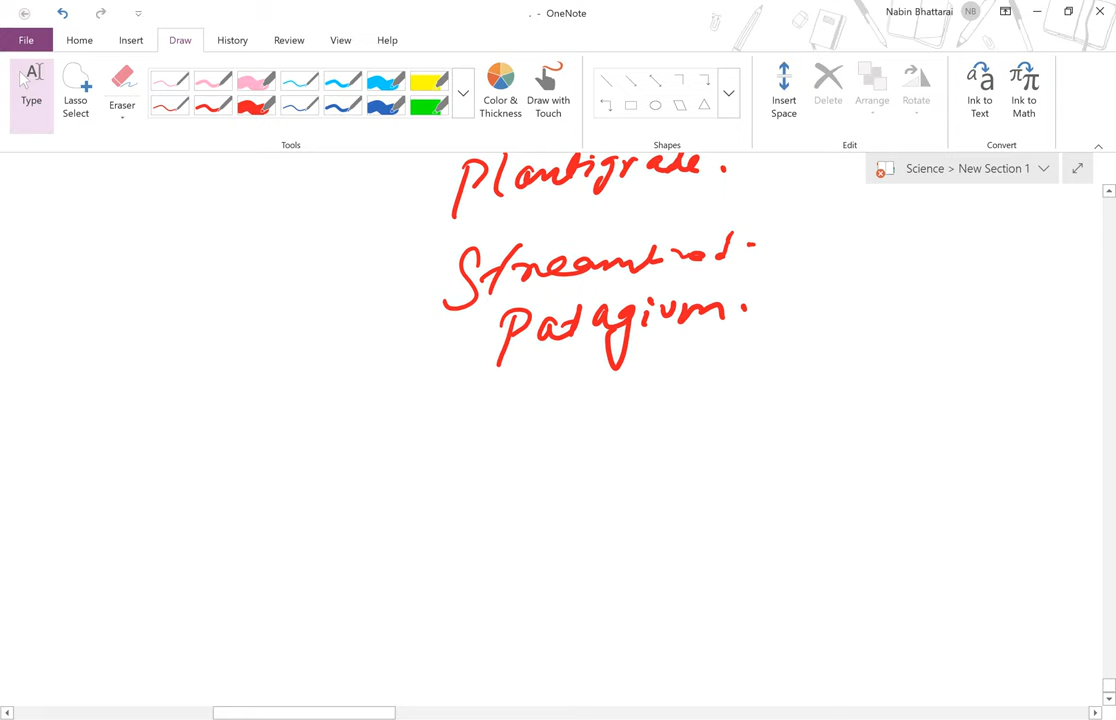 . - OneNote
Nabin Bhattarai NB
File Home Insert Draw History Review View Help
Type
Lasso Select
Eraser
Color & Thickness
Draw with Touch
Insert Space
Delete
Arrange
Rotate
Ink to Text
Ink to Math
Tools Shapes Edit Convert
Science > New Section 1
Plantigrade.
Streamlined.
Patagium.